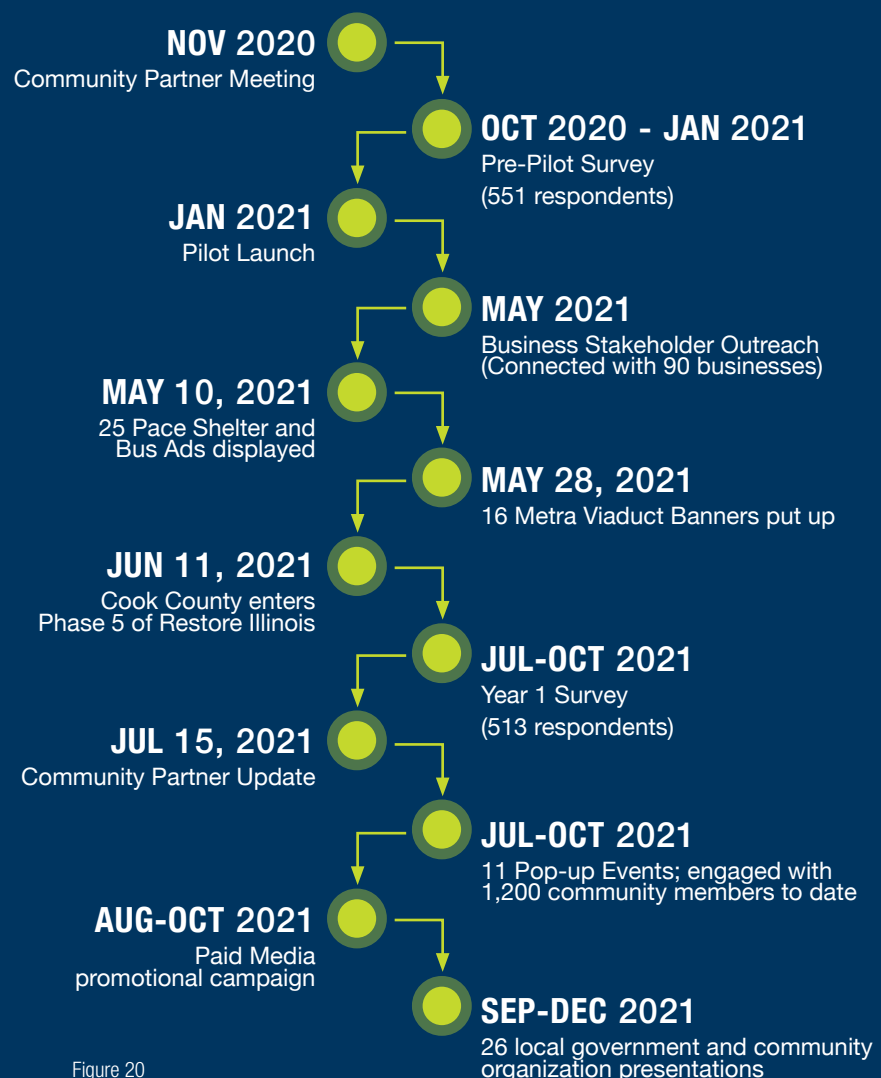 NOV 2020
Community Partner Meeting
OCT 2020 - JAN 2021
Pre-Pilot Survey
(551 respondents)
JAN 2021
Pilot Launch
MAY 2021
Business Stakeholder Outreach
(Connected with 90 businesses)
MAY 10, 2021
25 Pace Shelter and
Bus Ads displayed
MAY 28, 2021
16 Metra Viaduct Banners put up
JUN 11, 2021
Cook County enters
Phase 5 of Restore Illinois
JUL-OCT 2021
Year 1 Survey
(513 respondents)
JUL 15, 2021
Community Partner Update
JUL-OCT 2021
11 Pop-up Events; engaged with
1,200 community members to date
AUG-OCT 2021
Paid Media
promotional campaign
SEP-DEC 2021
26 local government and community
organization presentations
Figure 20